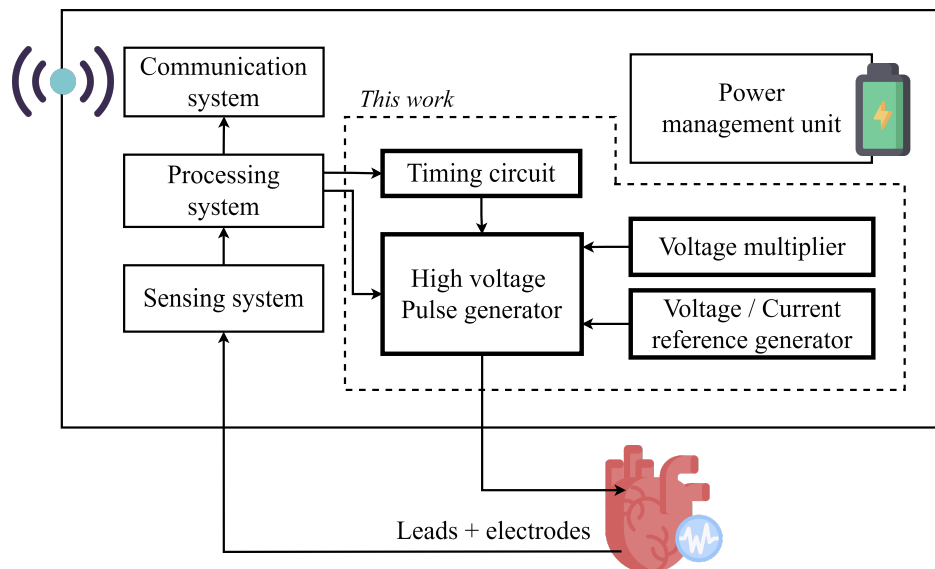 Communication
system
Power
management unit
This work
Processing
system
Timing circuit
Voltage multiplier
High voltage
Pulse generator
Sensing system
Voltage / Current
reference generator
Leads + electrodes